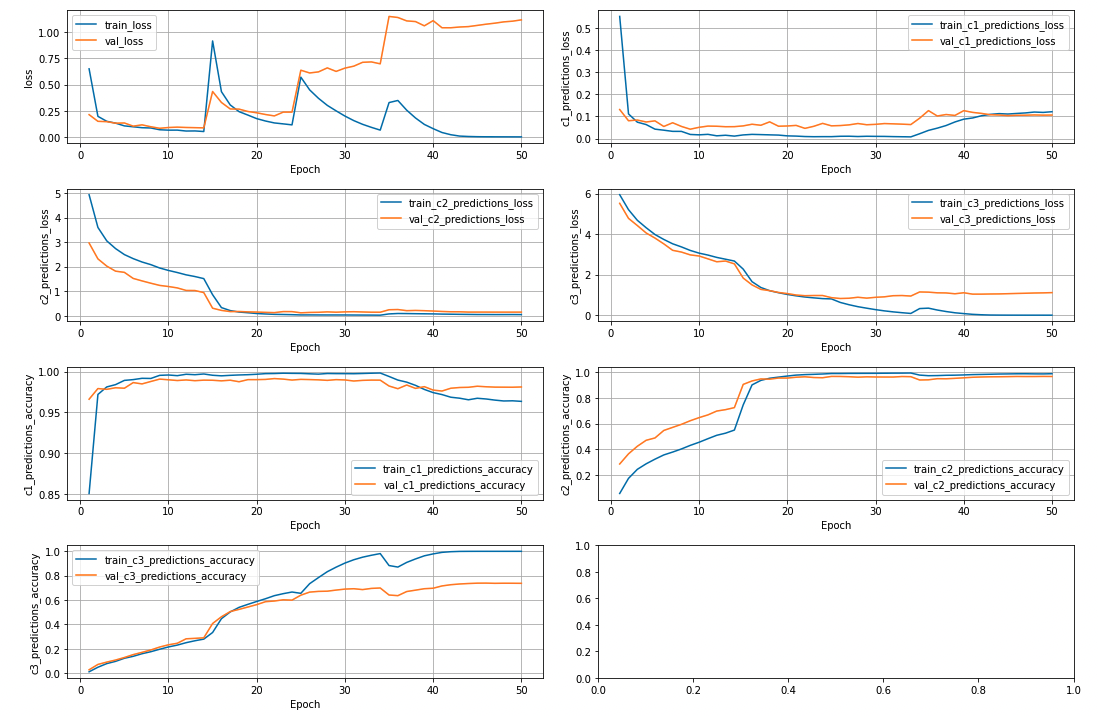 1.00
0.75
0.50
0.25
0.00
loss
train_loss
val_loss
0 10 20 30 40 50
Epoch
0.5
0.4
0.3
0.2
0.1
0.0
c1_predictions_loss
train_c1_predictions_loss
val_c1_predictions_loss
0 10 20 30 40 50
Epoch
5
4
3
2
1
0
c2_predictions_loss
train_c2_predictions_loss
val_c2_predictions_loss
0 10 20 30 40 50
Epoch
6
4
2
0
c3_predictions_loss
train_c3_predictions_loss
val_c3_predictions_loss
0 10 20 30 40 50
Epoch
1.00
0.95
0.90
0.85
c1_predictions_accuracy
train_c1_predictions_accuracy
val_c1_predictions_accuracy
0 10 20 30 40 50
Epoch
1.0
0.8
0.6
0.4
0.2
c2_predictions_accuracy
train_c2_predictions_accuracy
val_c2_predictions_accuracy
0 10 20 30 40 50
Epoch
1.0
0.8
0.6
0.4
0.2
0.0
c3_predictions_accuracy
train_c3_predictions_accuracy
val_c3_predictions_accuracy
0 10 20 30 40 50
Epoch
1.0
0.8
0.6
0.4
0.2
0.0
0.0 0.2 0.4 0.6 0.8 1.0